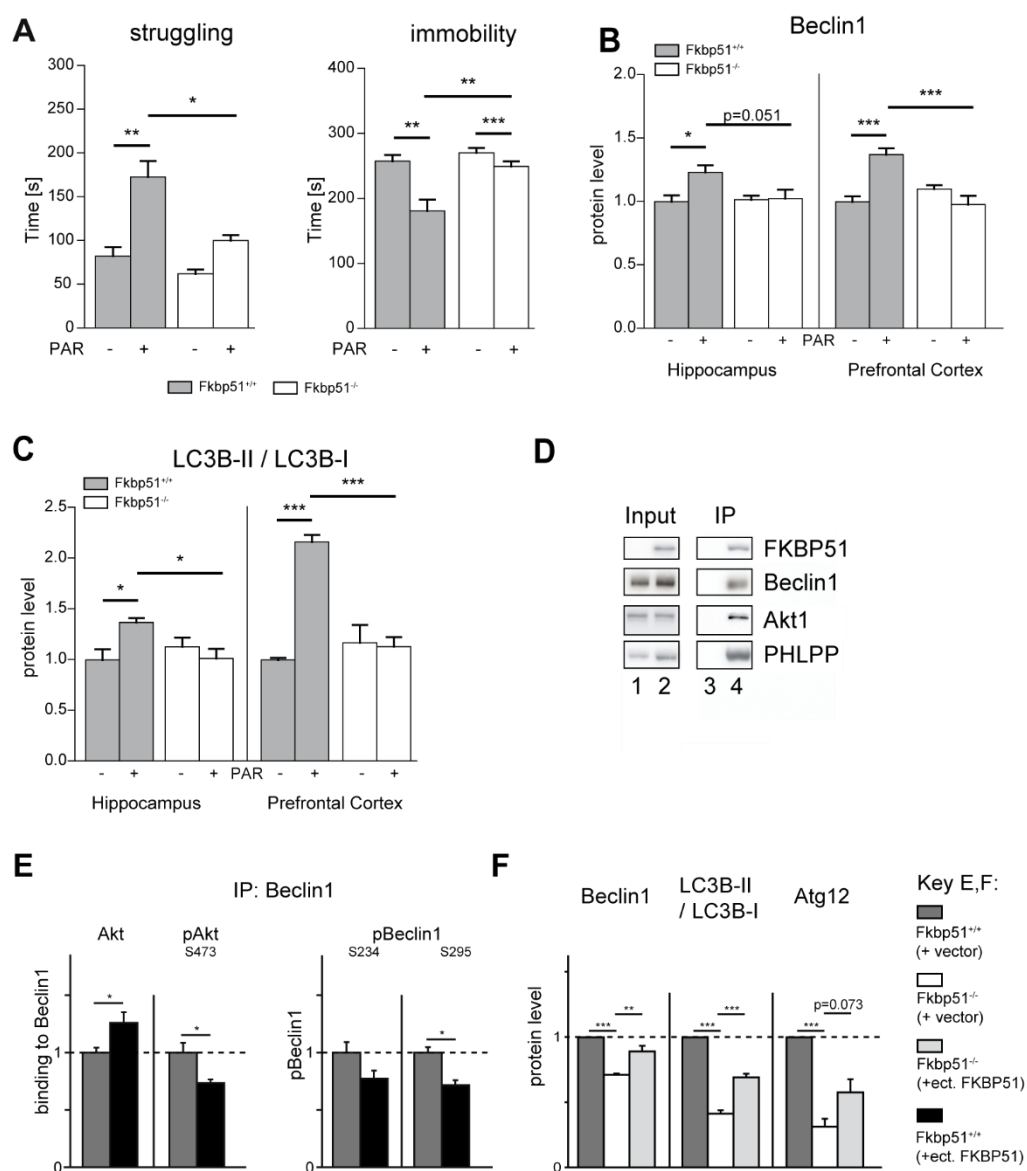 A
struggling
immobility
Time [s]
300
250
200
150
100
50
0
**
*
PAR - + - +
Time [s]
400
300
200
100
0
**
**
***
PAR - + - +
Fkbp51+/+
Fkbp51-/-
B
Beclin1
Fkbp51+/+
Fkbp51-/-
protein level
2.0
1.5
1.0
0.0
*
p=0.051
***
***
- + - + PAR - + - +
Hippocampus
Prefrontal Cortex
C
LC3B-II / LC3B-I
Fkbp51+/+
Fkbp51-/-
protein level
2.5
2.0
1.5
1.0
0.0
*
*
***
***
- + - + PAR - + - +
Hippocampus
Prefrontal Cortex
D
Input IP
FKBP51
Beclin1
Akt1
PHLPP
1 2 3 4
E
IP: Beclin1
Akt
pAkt
S473
binding to Beclin1
1
0
*
*
pBeclin1
S234
S295
pBeclin1
1
0
*
F
Beclin1
LC3B-II
/ LC3B-I
Atg12
protein level
1
0
***
**
***
***
***
p=0.073
Key E,F:
Fkbp51+/+
(+ vector)
Fkbp51-/-
(+ vector)
Fkbp51-/-
(+ect. FKBP51)
Fkbp51+/+
(+ect. FKBP51)